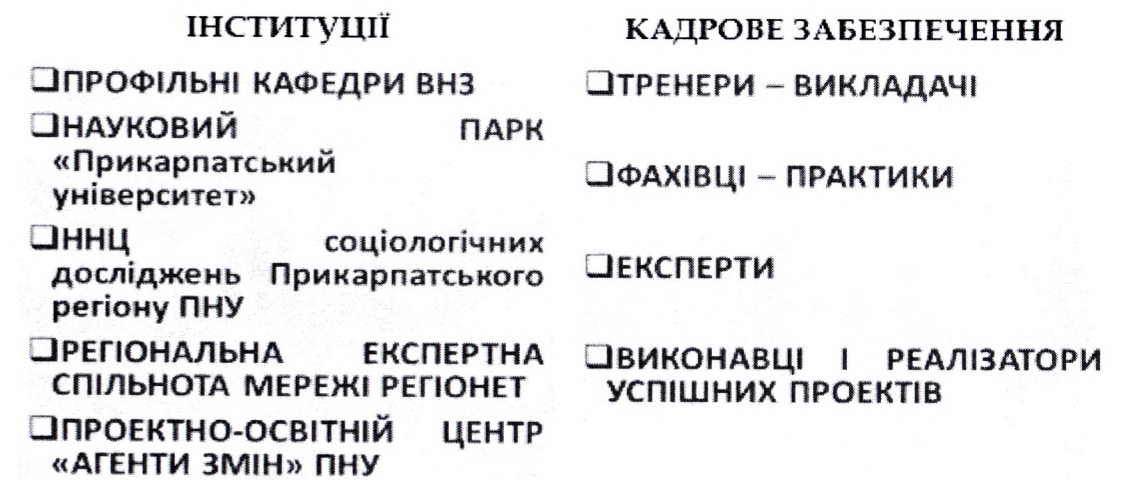 ІНСТИТУЦІЇ
❑ПРОФІЛЬНІ КАФЕДРИ ВНЗ
❑НАУКОВИЙ ПАРК
«Прикарпатський
університет»
❑ННЦ соціологічних
досліджень Прикарпатського
регіону ПНУ
❑РЕГІОНАЛЬНА ЕКСПЕРТНА
СПІЛЬНОТА МЕРЕЖІ РЕГІОНЕТ
❑ПРОЕКТНО-ОСВІТНІЙ ЦЕНТР
«АГЕНТИ ЗМІН» ПНУ
КАДРОВЕ ЗАБЕЗПЕЧЕННЯ
❑ТРЕНЕРИ – ВИКЛАДАЧІ
❑ФАХІВЦІ – ПРАКТИКИ
❑ЕКСПЕРТИ
❑ВИКОНАВЦІ І РЕАЛІЗАТОРИ
УСПІШНИХ ПРОЕКТІВ